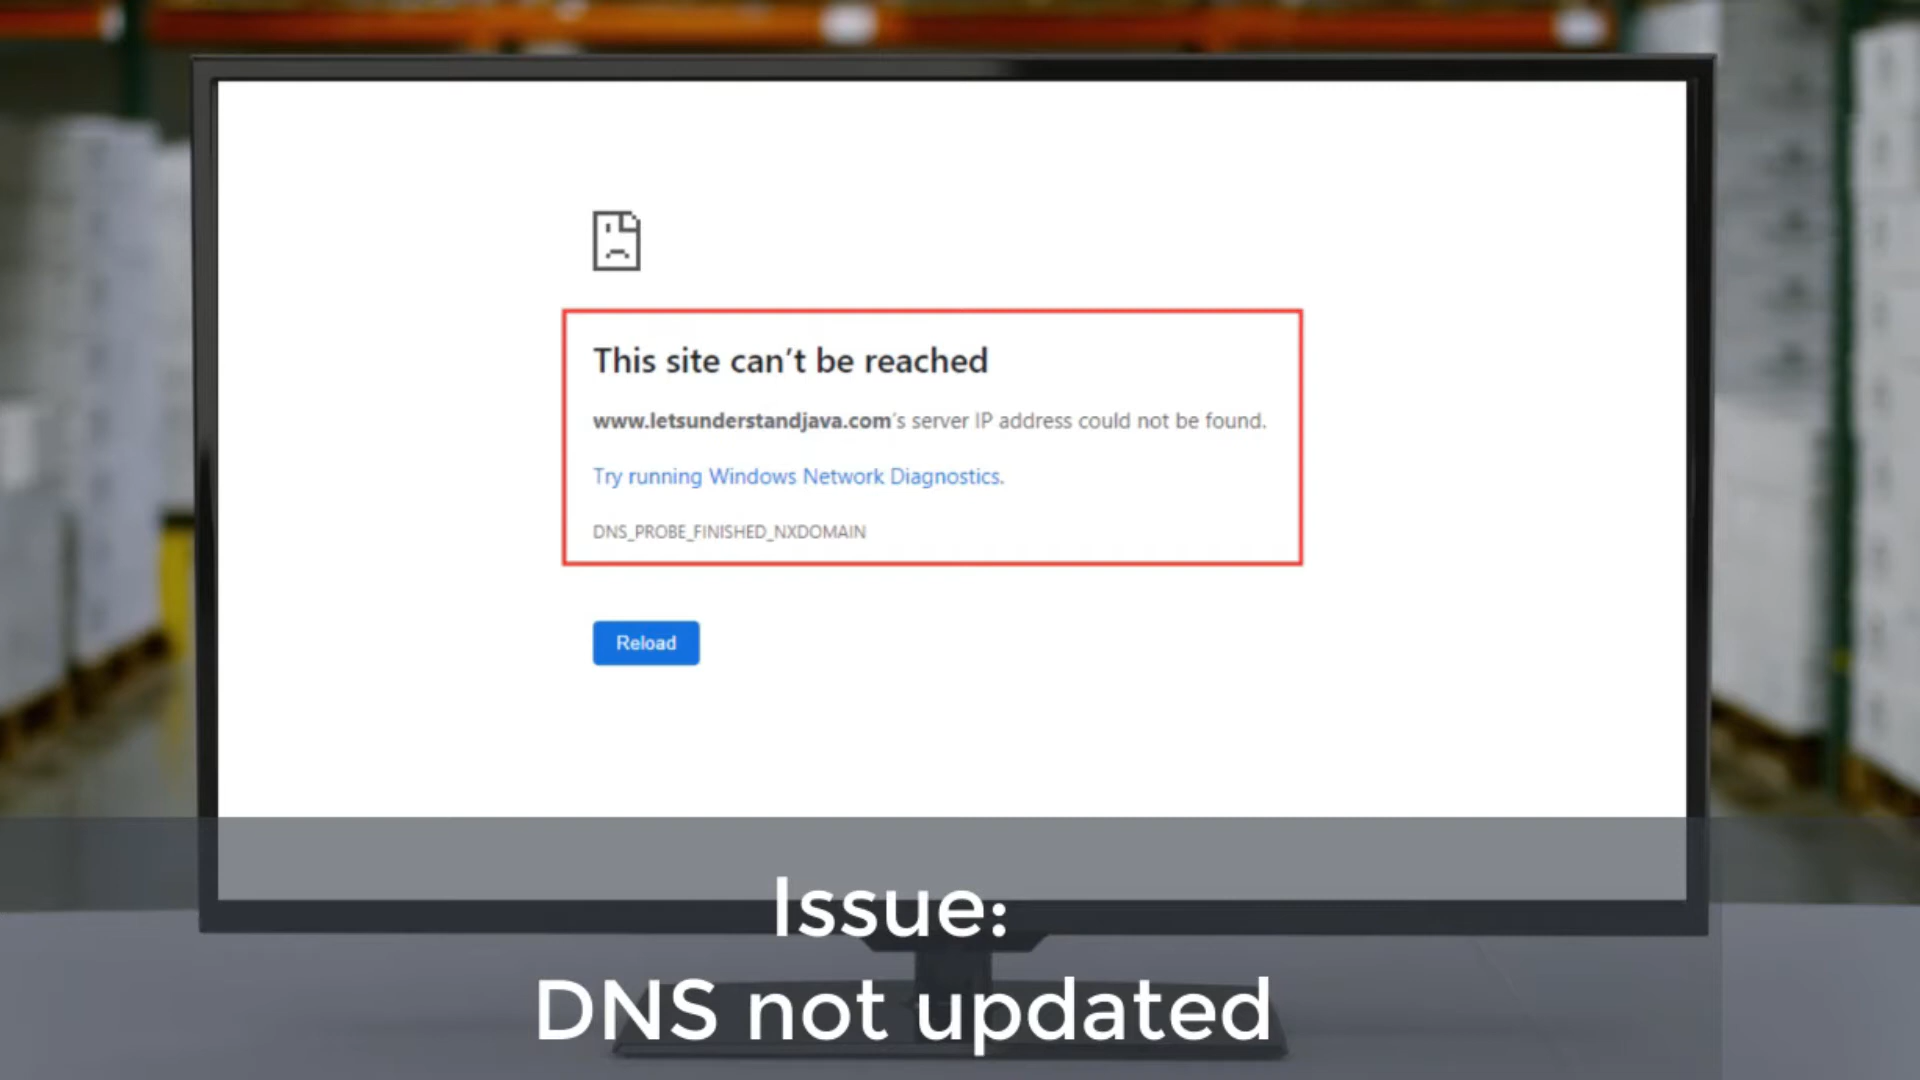 This site can't be reached
www.letsunderstandjava.com's server IP address could not be found.
Try running Windows Network Diagnostics.
DNS_PROBE_FINISHED_NXDOMAIN
Reload
Issue:
DNS not updated